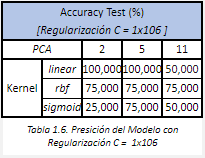 Accuracy Test (%)
[Regularización C = 1x106 ]
PCA 2 5 11
Kernel linear 100,000 100,000 50,000
rbf 75,000 75,000 75,000
sigmoid 25,000 75,000 50,000
Tabla 1.6. Presición del Modelo con
Regularización C = 1x106